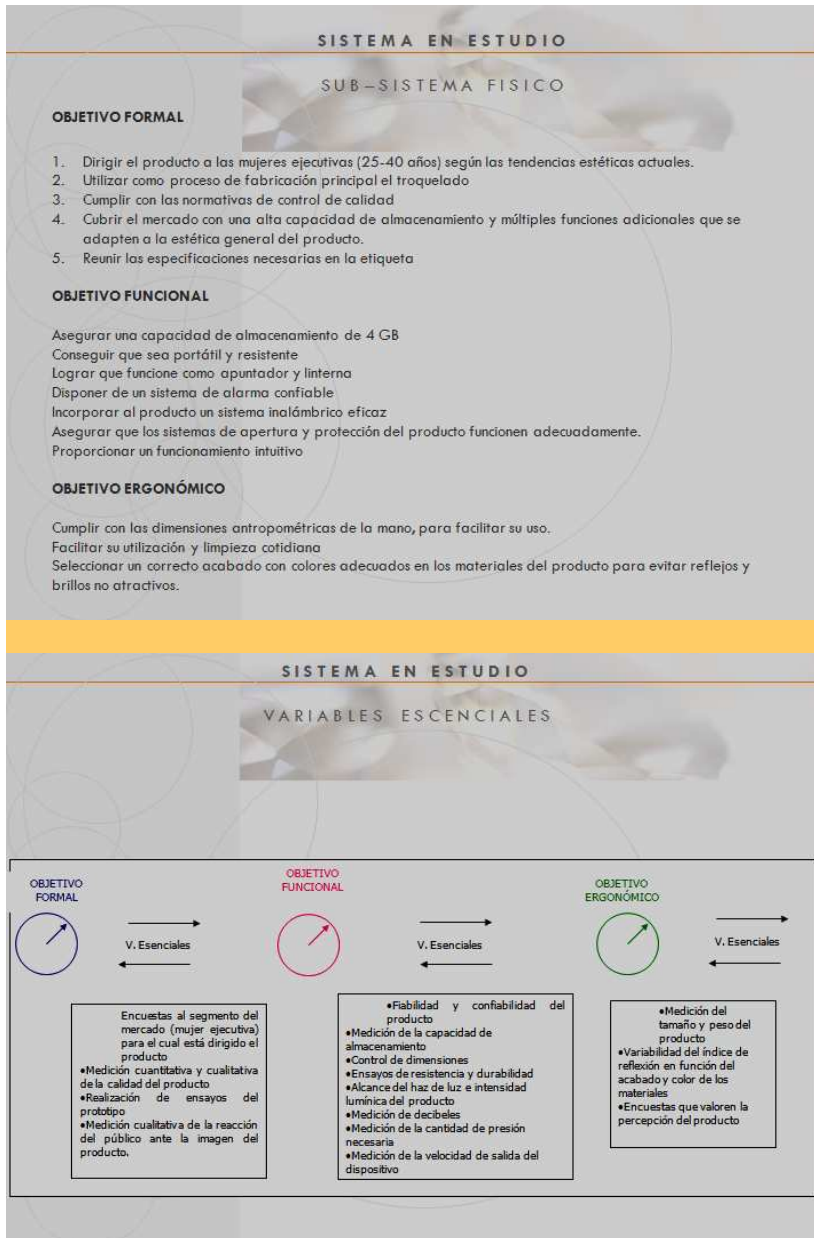 SISTEMA EN ESTUDIO
SUB-SISTEMA FISICO
OBJETIVO FORMAL
1. Dirigir el producto a las mujeres ejecutivas (25-40 años) según las tendencias estéticas actuales.
2. Utilizar como proceso de fabricación principal el troquelado
3. Cumplir con las normativas de control de calidad
4. Cubrir el mercado con una alta capacidad de almacenamiento y múltiples funciones adicionales que se
adapten a la estética general del producto.
5. Reunir las especificaciones necesarias en la etiqueta
OBJETIVO FUNCIONAL
Asegurar una capacidad de almacenamiento de 4 GB
Conseguir que sea portátil y resistente
Lograr que funcione como apuntador y linterna
Disponer de un sistema de alarma confiable
Incorporar al producto un sistema inalámbrico eficaz
Asegurar que los sistemas de apertura y protección del producto funcionen adecuadamente.
Proporcionar un funcionamiento intuitivo
OBJETIVO ERGONÓMICO
Cumplir con las dimensiones antropométricas de la mano, para facilitar su uso.
Facilitar su utilización y limpieza cotidiana
Seleccionar un correcto acabado con colores adecuados en los materiales del producto para evitar reflejos y
brillos no atractivos.
SISTEMA EN ESTUDIO
VARIABLES ESCENCIALES
OBJETIVO
FORMAL
V. Esenciales
Encuestas al segmento del
mercado (mujer ejecutiva)
para el cual está dirigido el
producto
•Medición cuantitativa y cualitativa
de la calidad del producto
•Realización de ensayos del
prototipo
•Medición cualitativa de la reacción
del público ante la imagen del
producto.
OBJETIVO
FUNCIONAL
V. Esenciales
•Fiabilidad y confiabilidad del
producto
•Medición de la capacidad de
almacenamiento
•Control de dimensiones
•Ensayos de resistencia y durabilidad
•Alcance del haz de luz e intensidad
lumínica del producto
•Medición de decibeles
•Medición de la cantidad de presión
necesaria
•Medición de la velocidad de salida del
dispositivo
OBJETIVO
ERGONÓMICO
V. Esenciales
•Medición del
tamaño y peso del
producto
•Variabilidad del índice de
reflexión en función del
acabado y color de los
materiales
•Encuestas que valoren la
percepción del producto